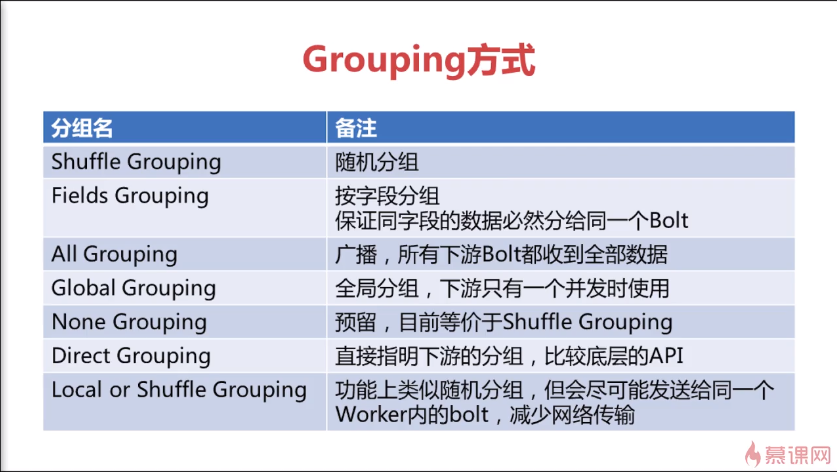 Grouping方式
分组名 备注
Shuffle Grouping 随机分组
Fields Grouping 按字段分组
保证同字段的数据必然分给同一个Bolt
All Grouping 广播，所有下游Bolt都收到全部数据
Global Grouping 全局分组，下游只有一个并发时使用
None Grouping 预留，目前等价于Shuffle Grouping
Direct Grouping 直接指明下游的分组，比较底层的API
Local or Shuffle Grouping 功能上类似随机分组，但会尽可能发送给同一个
Worker内的bolt，减少网络传输
慕课网